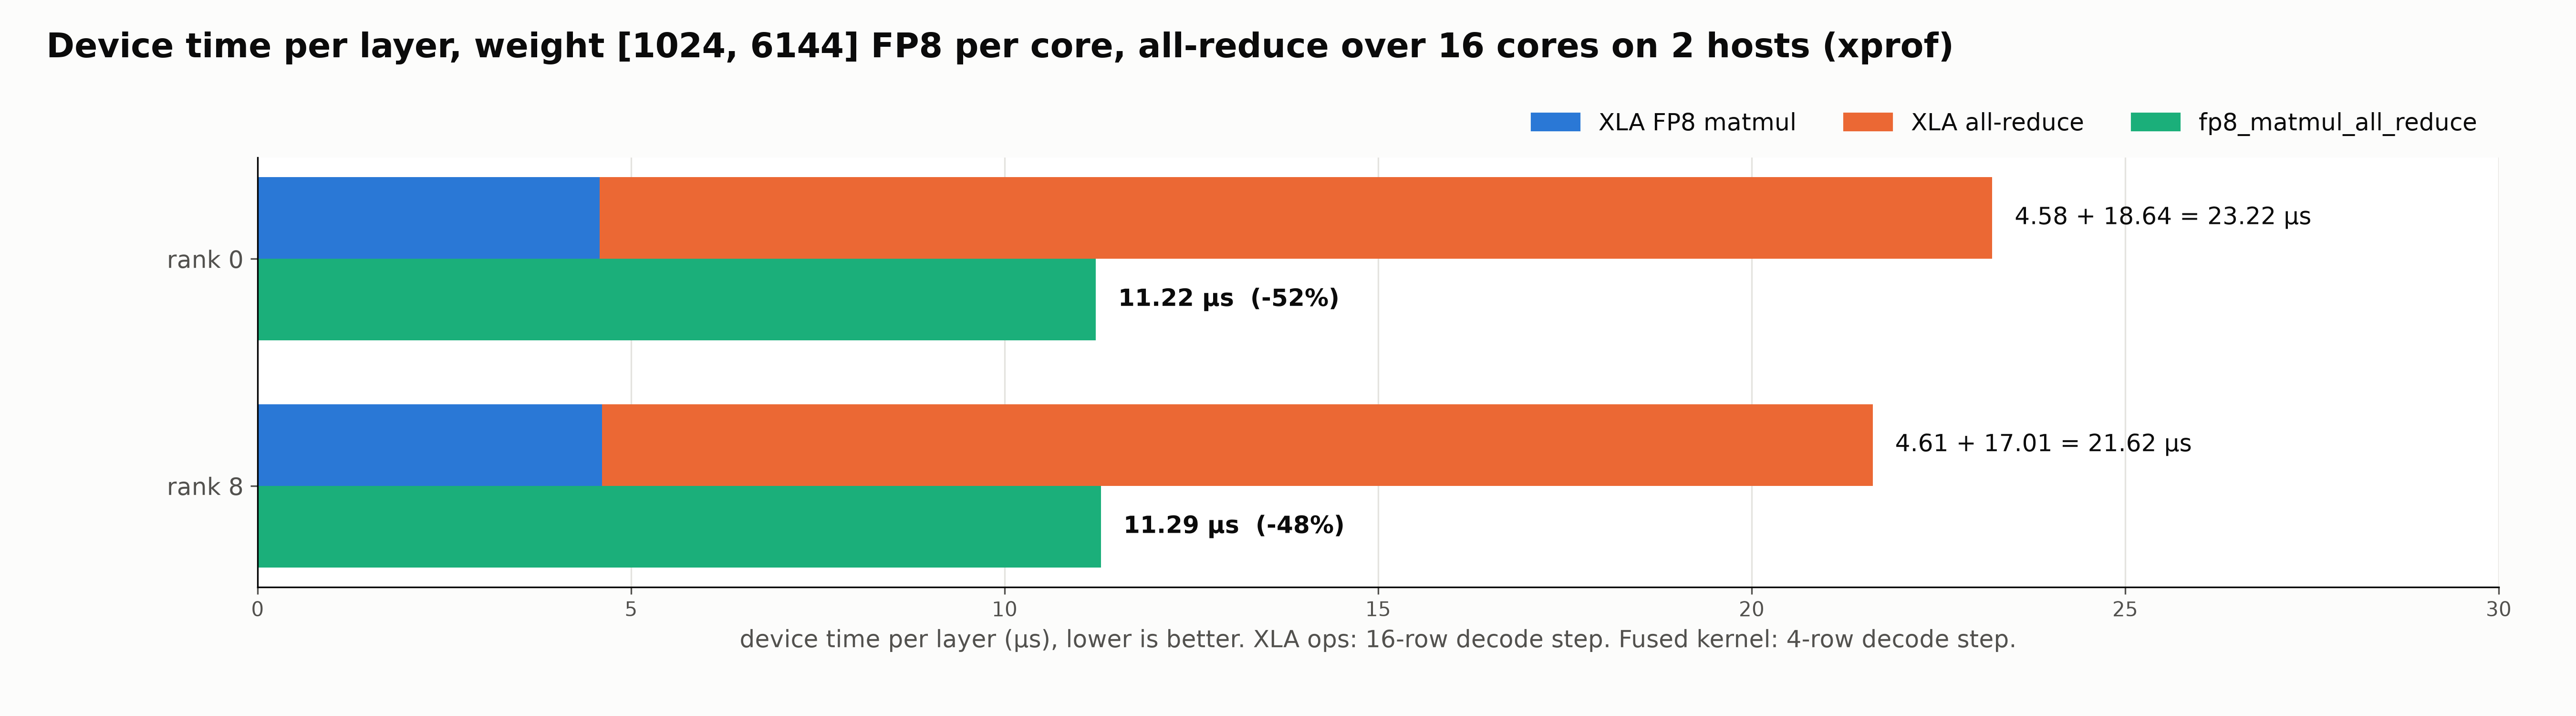 Device time per layer, weight [1024, 6144] FP8 per core, all-reduce over 16 cores on 2 hosts (xprof)
XLA FP8 matmul
XLA all-reduce
fp8_matmul_all_reduce
4.58 + 18.64 = 23.22 µs
rank 0
11.22 µs (-52%)
4.61 + 17.01 = 21.62 µs
rank 8
11.29 µs (-48%)
0 5 10 15 20 25 30
device time per layer (µs), lower is better. XLA ops: 16-row decode step. Fused kernel: 4-row decode step.